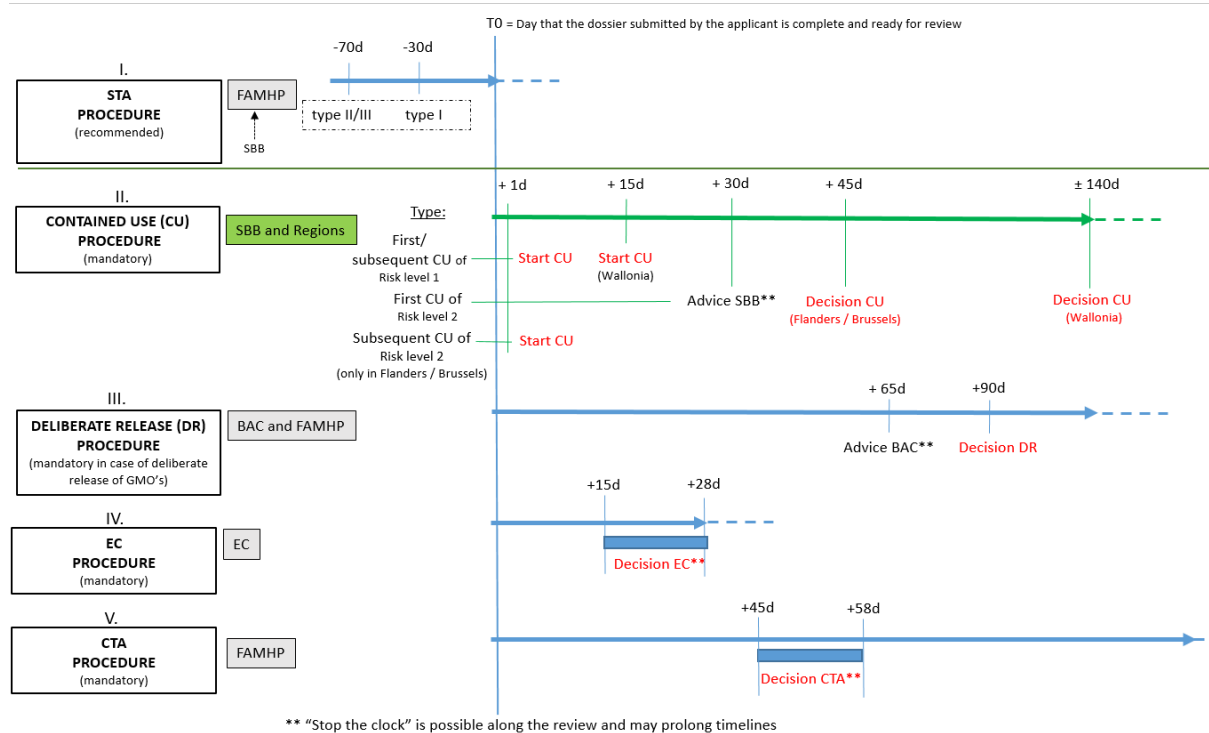 T0 = Day that the dossier submitted by the applicant is complete and ready for review
-70d
-30d
I.
STA
PROCEDURE
(recommended)
FAMHP
SBB
type II/III
type I
II.
CONTAINED USE (CU)
PROCEDURE
(mandatory)
SBB and Regions
+ 1d
+ 15d
+ 30d
+ 45d
± 140d
Type:
First/
subsequent CU of
Risk level 1
Start CU
Start CU
(Wallonia)
First CU of
Risk level 2
Advice SBB**
Decision CU
(Flanders / Brussels)
Decision CU
(Wallonia)
Subsequent CU of
Risk level 2
(only in Flanders / Brussels)
Start CU
III.
DELIBERATE RELEASE (DR)
PROCEDURE
(mandatory in case of deliberate
release of GMO's)
BAC and FAMHP
+ 65d
+90d
Advice BAC**
Decision DR
IV.
EC
PROCEDURE
(mandatory)
EC
+15d
+28d
Decision EC**
V.
CTA
PROCEDURE
(mandatory)
FAMHP
+45d
+58d
Decision CTA**
** "Stop the clock" is possible along the review and may prolong timelines